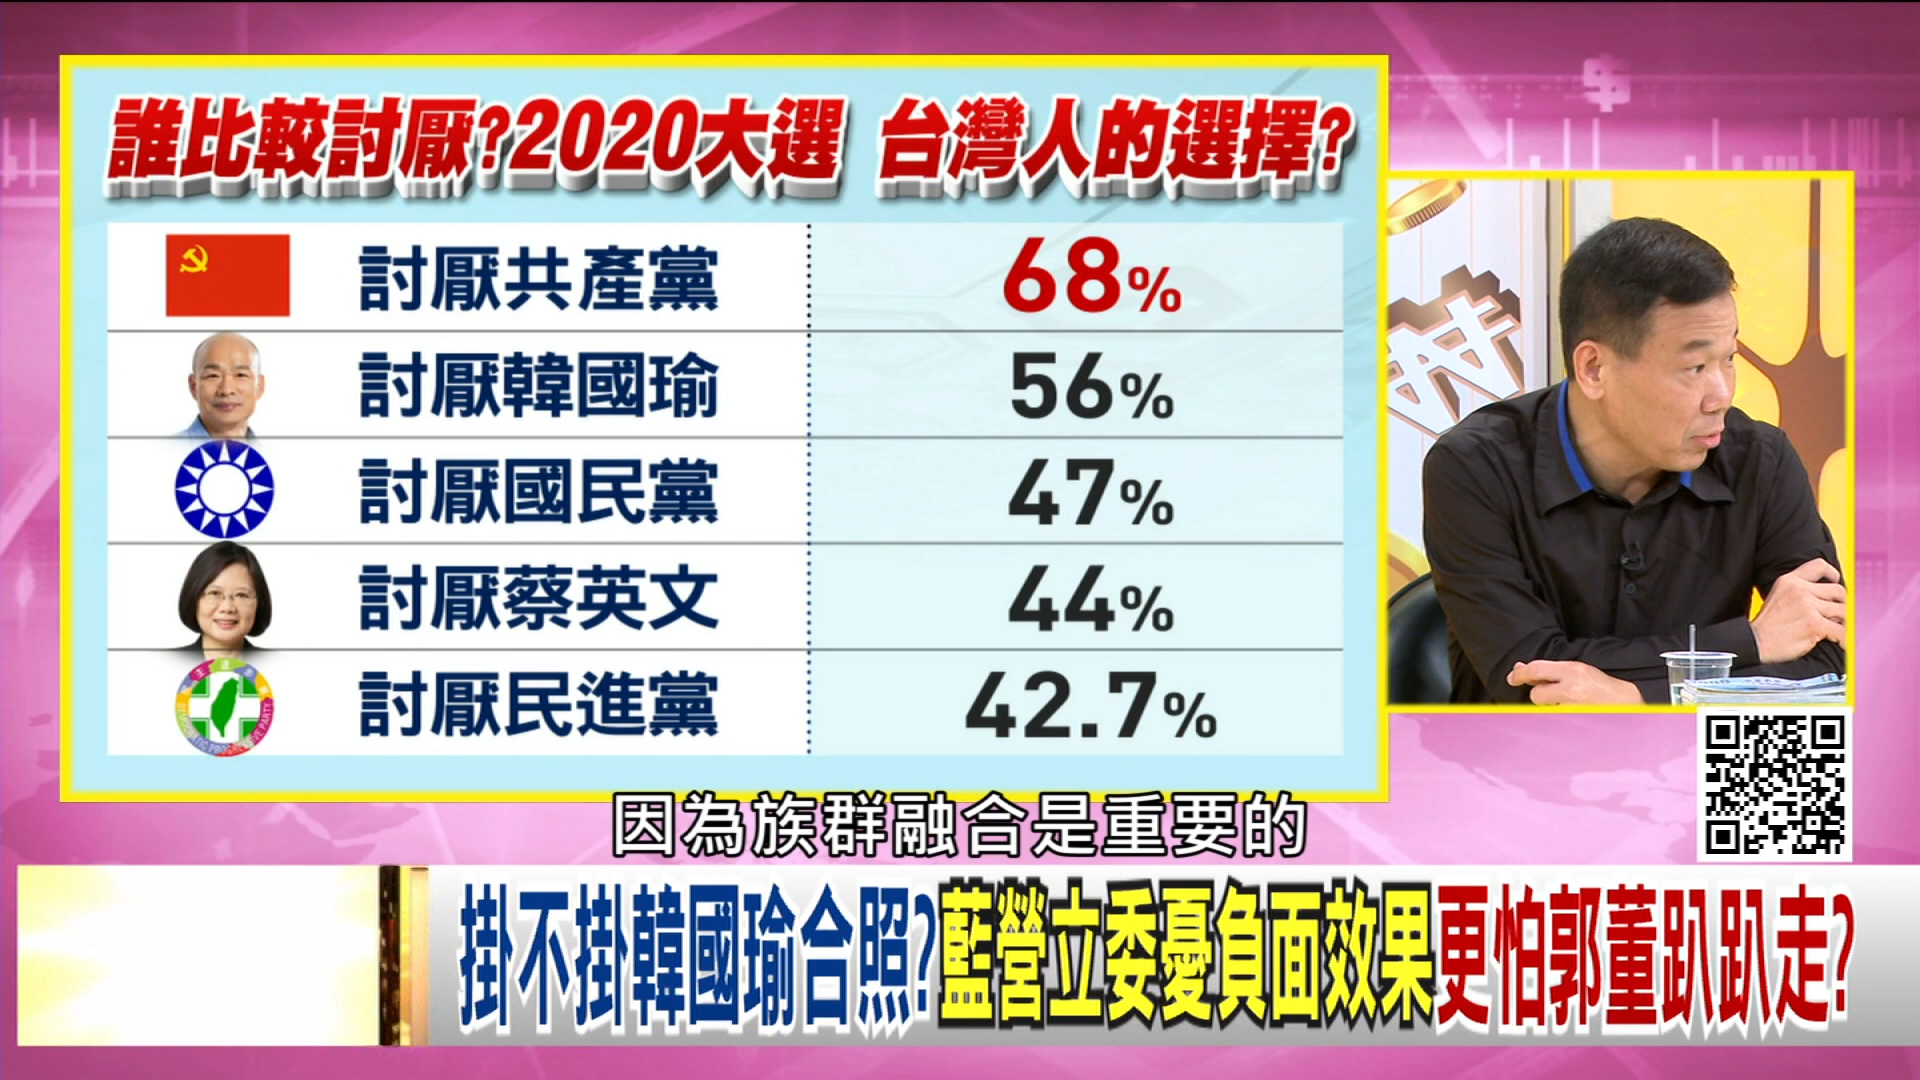 誰比較討厭?2020大選 台灣人的選擇?
討厭共產黨 68%
討厭韓國瑜 56%
討厭國民黨 47%
討厭蔡英文 44%
討厭民進黨 42.7%
因為族群融合是重要的
掛不掛韓國瑜合照?藍營立委憂負面效果更怕郭董趴趴走?